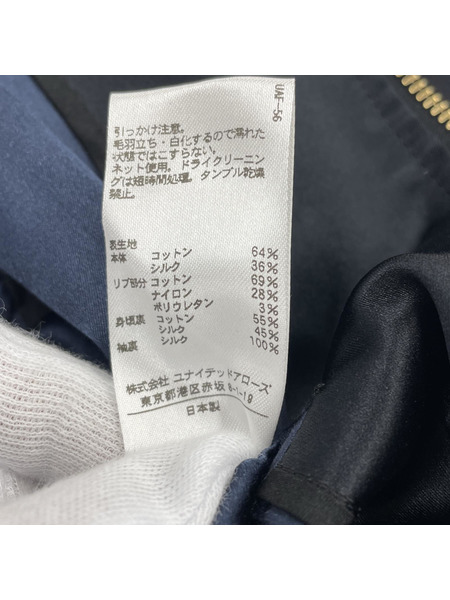 UAF-56
引っかけ注意。
毛羽立ち・白化するので濡れた
状態ではこすらない。
ネット使用。ドライクリーニン
グは短時間処理。タンブル乾燥
禁止。
表生地
本体 コットン 64%
シルク 36%
リブ部分 コットン 69%
ナイロン 28%
ポリウレタン 3%
身頃裏 コットン 55%
シルク 45%
袖裏 100%
株式会社 ユナイテッドアローズ
東京都港区赤坂8-1-19
日本製